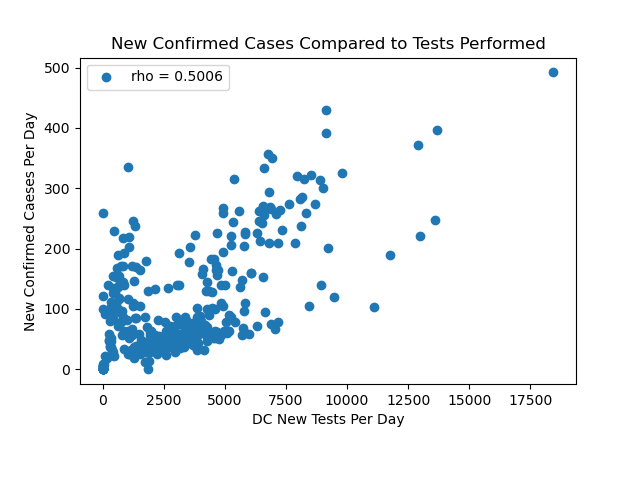 New Confirmed Cases Compared to Tests Performed
rho = 0.5006
New Confirmed Caeses Per Day
500
400
300
200
100
0
0 2500 5000 7500 10000 12500 15000 17500
DC New Tests Per Day